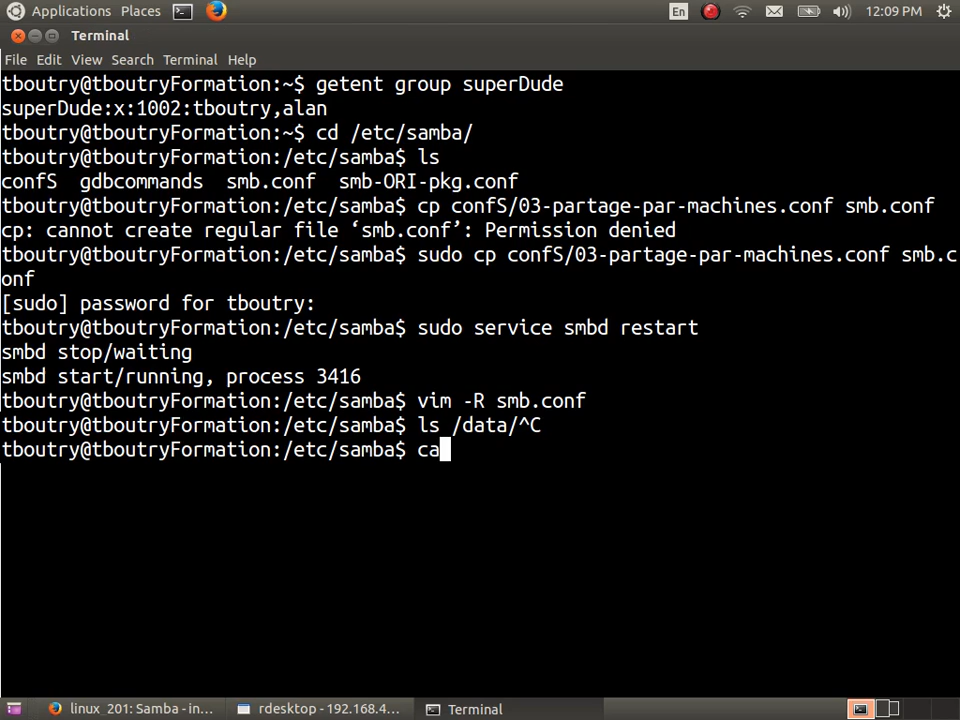 Applications Places En 12:09 PM
Terminal
File Edit View Search Terminal Help
tboutry@tboutryFormation:~$ getent group superDude
superDude:x:1002:tboutry,alan
tboutry@tboutryFormation:~$ cd /etc/samba/
tboutry@tboutryFormation:/etc/samba$ ls
confS gdbcommands smb.conf smb-ORI-pkg.conf
tboutry@tboutryFormation:/etc/samba$ cp confS/03-partage-par-machines.conf smb.conf
cp: cannot create regular file ‘smb.conf’: Permission denied
tboutry@tboutryFormation:/etc/samba$ sudo cp confS/03-partage-par-machines.conf smb.c
onf
[sudo] password for tboutry:
tboutry@tboutryFormation:/etc/samba$ sudo service smbd restart
smbd stop/waiting
smbd start/running, process 3416
tboutry@tboutryFormation:/etc/samba$ vim -R smb.conf
tboutry@tboutryFormation:/etc/samba$ ls /data/^C
tboutry@tboutryFormation:/etc/samba$ ca
linux_201: Samba - in... rdesktop - 192.168.4... Terminal